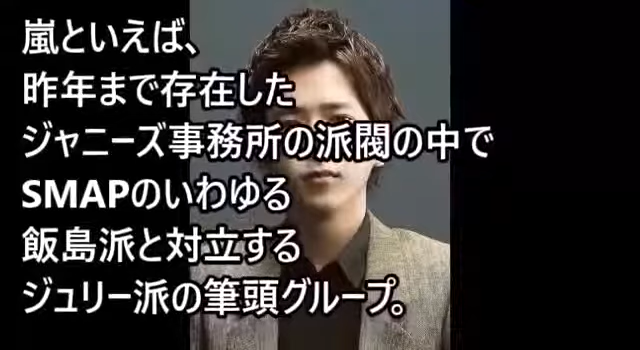 嵐といえば、
昨年まで存在した
ジャニーズ事務所の派閥の中で
SMAPのいわゆる
飯島派と対立する
ジュリー派の筆頭グループ。